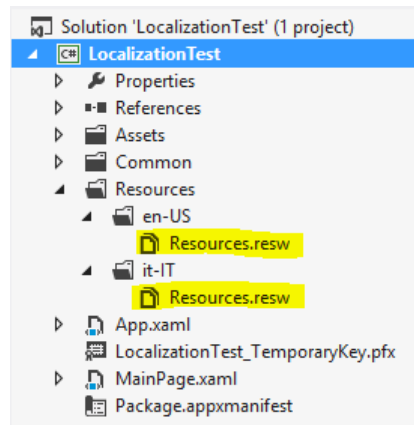 Solution 'LocalizationTest' (1 project)
C# LocalizationTest
Properties
References
Assets
Common
Resources
en-US
Resources.resw
it-IT
Resources.resw
App.xaml
LocalizationTest_TemporaryKey.pfx
MainPage.xaml
Package.appxmanifest